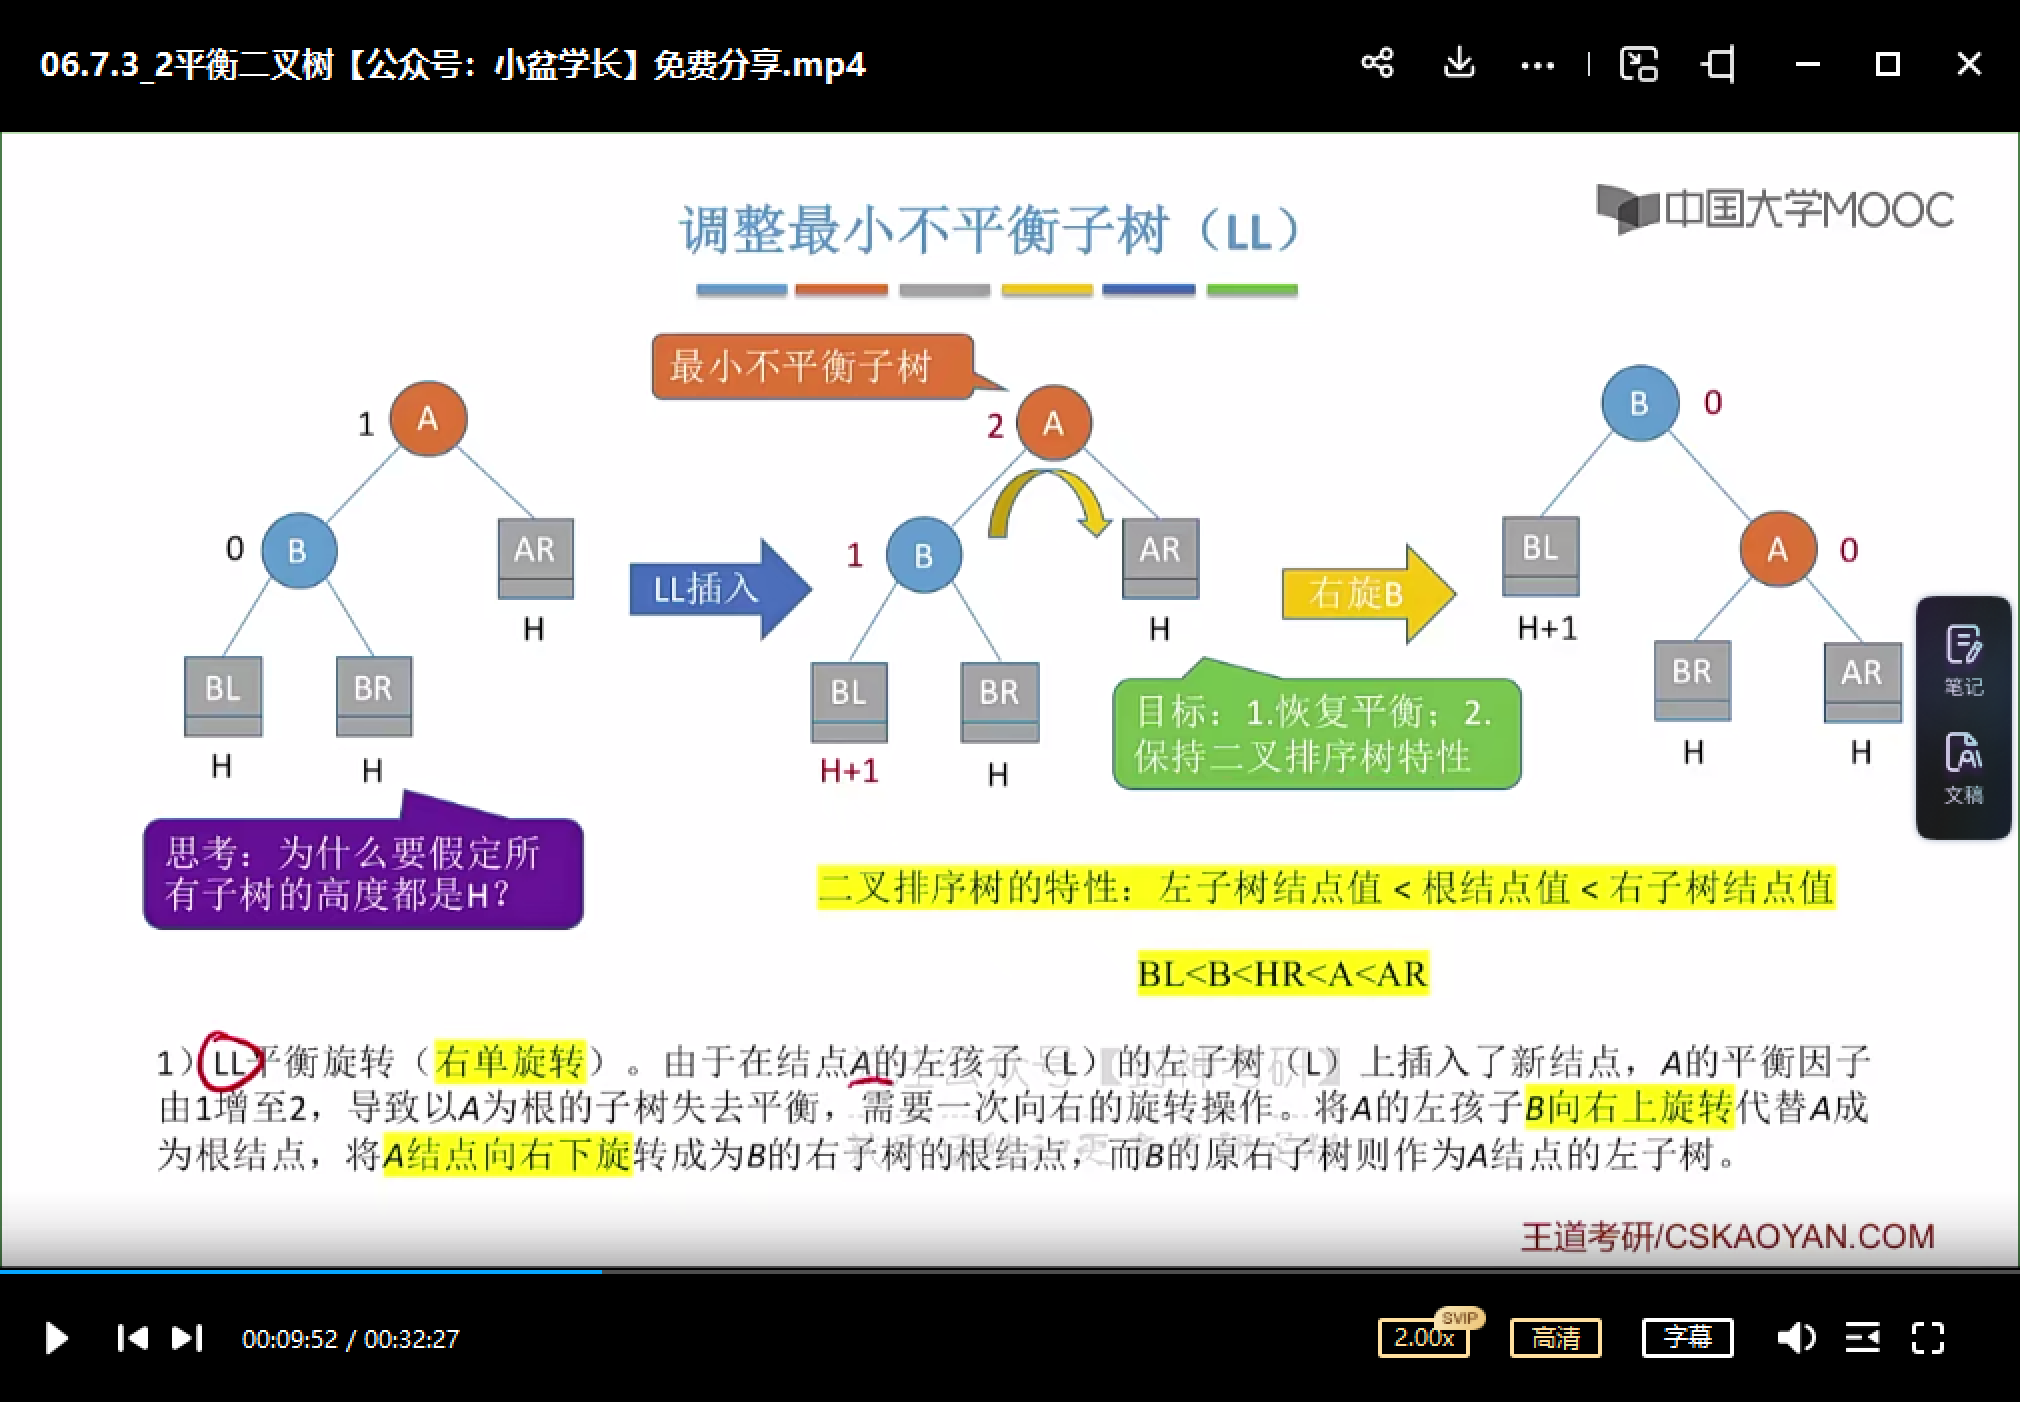 06.7.3_2平衡二叉树【公众号：小盆学长】免费分享.mp4
中国大学MOOC
调整最小不平衡子树（LL）
最小不平衡子树
1
A
0
B
AR
H
BL
BR
H
H
思考：为什么要假定所
有子树的高度都是H？
LL插入
2
A
1
B
AR
H
BL
BR
H+1
H
目标：1.恢复平衡；2.
保持二叉排序树特性
右旋B
B
0
BL
H+1
A
0
BR
AR
H
H
笔记
文稿
二叉排序树的特性：左子树结点值 < 根结点值 < 右子树结点值
BL<B<HR<A<AR
1）LL平衡旋转（右单旋转）。由于在结点A的左孩子（L）的左子树（L）上插入了新结点，A的平衡因子
由1增至2，导致以A为根的子树失去平衡，需要一次向右的旋转操作。将A的左孩子B向右上旋转代替A成
为根结点，将A结点向右下旋转成为B的右子树的根结点，而B的原右子树则作为A结点的左子树。
王道考研/CSKAOYAN.COM
00:09:52 / 00:32:27
2.00x
SVIP
高清
字幕